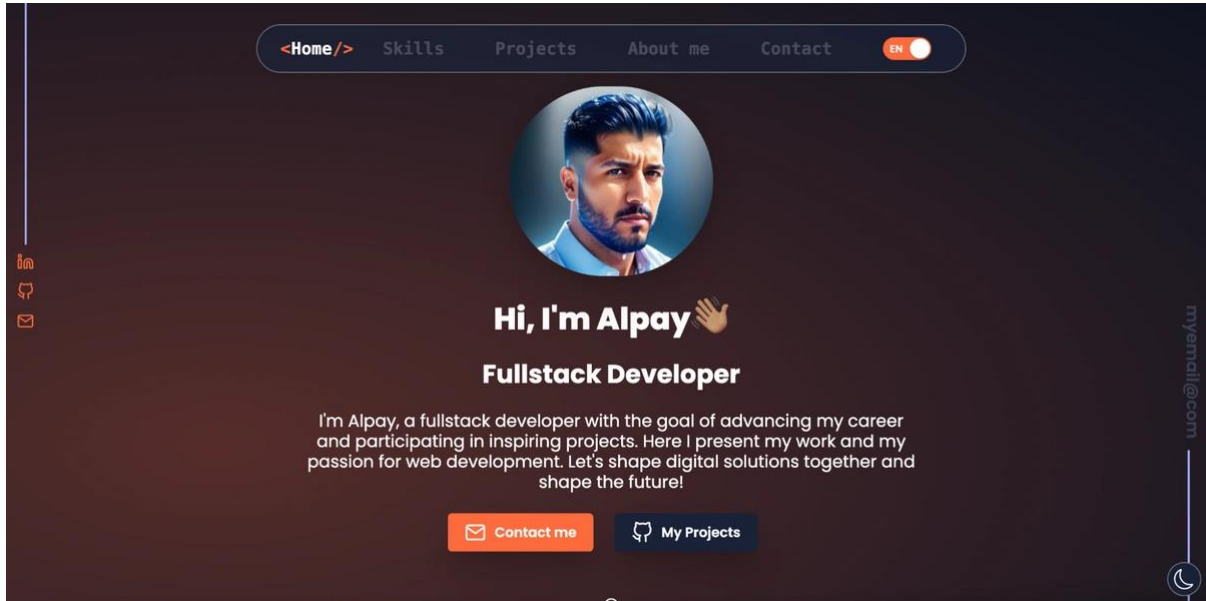 <Home/> Skills Projects About me Contact EN
Hi, I'm Alpay
Fullstack Developer
I'm Alpay, a fullstack developer with the goal of advancing my career
and participating in inspiring projects. Here I present my work and my
passion for web development. Let's shape digital solutions together and
shape the future!
Contact me My Projects
myemail@com